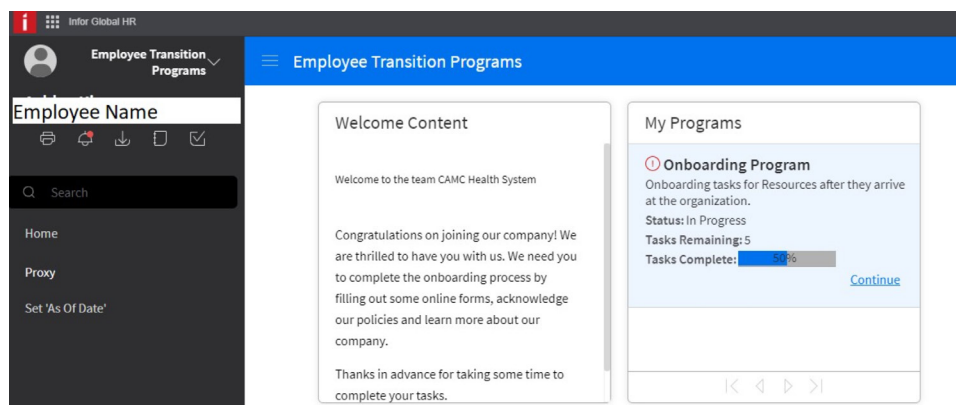 Infor Global HR
Employee Transition
Programs
Employee Name
Search
Home
Proxy
Set 'As Of Date'
Employee Transition Programs
Welcome Content
Welcome to the team CAMC Health System
Congratulations on joining our company! We
are thrilled to have you with us. We need you
to complete the onboarding process by
filling out some online forms, acknowledge
our policies and learn more about our
company.
Thanks in advance for taking some time to
complete your tasks.
My Programs
Onboarding Program
Onboarding tasks for Resources after they arrive
at the organization.
Status: In Progress
Tasks Remaining: 5
Tasks Complete: 50%
Continue